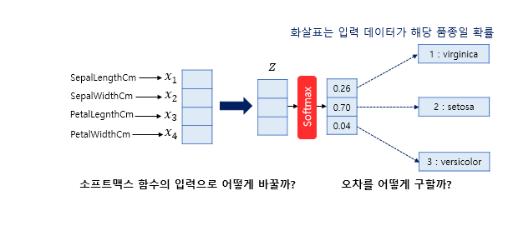 화살표는 입력 데이터가 해당 품종일 확률
1 : virginica
z
SepalLengthCm x1
SepalWidthCm x2
PetalLegnthCm x3
PetalWidthCm x4
Softmax
0.26
0.70
0.04
2 : setosa
3 : versicolor
소프트맥스 함수의 입력으로 어떻게 바꿀까?
오차를 어떻게 구할까?